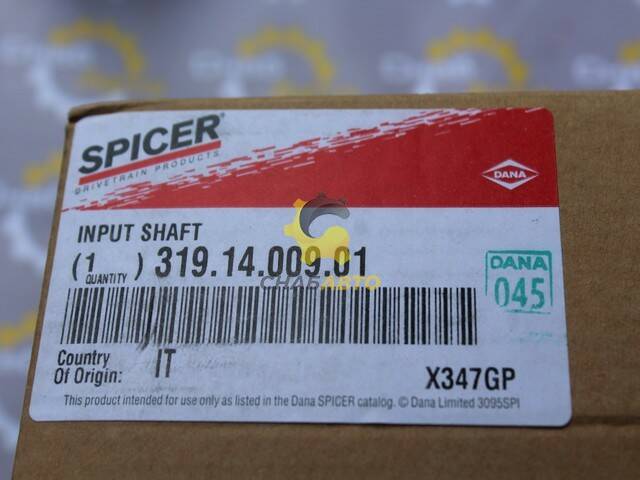 SPICER®
DRIVETRAIN PRODUCTS
DANA
INPUT SHAFT
(1 QUANTITY) 319.14.009.01
СНАБАВТО
DANA
045
Country
Of Origin: IT
X347GP
This product intended for use only as listed in the Dana SPICER catalog. © Dana Limited 3095SPI